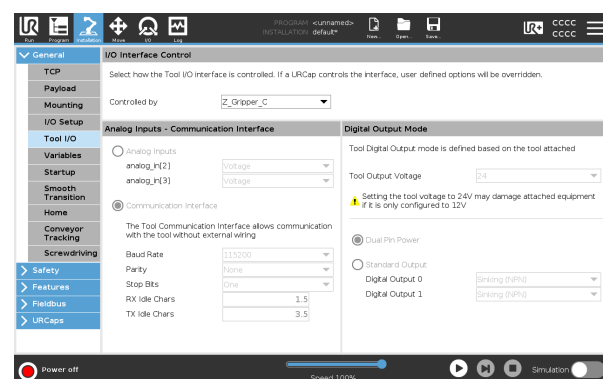 PROGRAM <unnamed>
INSTALLATION default*
CCCC
CCCC
Run Program Installation Move I/O Log New... Open... Save...
General
I/O Interface Control
TCP
Payload
Mounting
I/O Setup
Tool I/O
Variables
Startup
Smooth
Transition
Home
Conveyor
Tracking
Screwdriving
Safety
Features
Fieldbus
URCaps
Select how the Tool I/O interface is controlled. If a URCap controls the interface, user defined options will be overridden.
Controlled by Z_Gripper_C
Analog Inputs - Communication Interface
Analog Inputs
analog_in[2] Voltage
analog_in[3] Voltage
Communication Interface
The Tool Communication Interface allows communication
with the tool without external wiring
Baud Rate 115200
Parity None
Stop Bits One
RX Idle Chars 1.5
TX Idle Chars 3.5
Digital Output Mode
Tool Digital Output mode is defined based on the tool attached
Tool Output Voltage 24
Setting the tool voltage to 24V may damage attached equipment
if it is only configured to 12V
Dual Pin Power
Standard Output
Digital Output 0 Sinking (NPN)
Digital Output 1 Sinking (NPN)
Power off
Speed 100%
Simulation